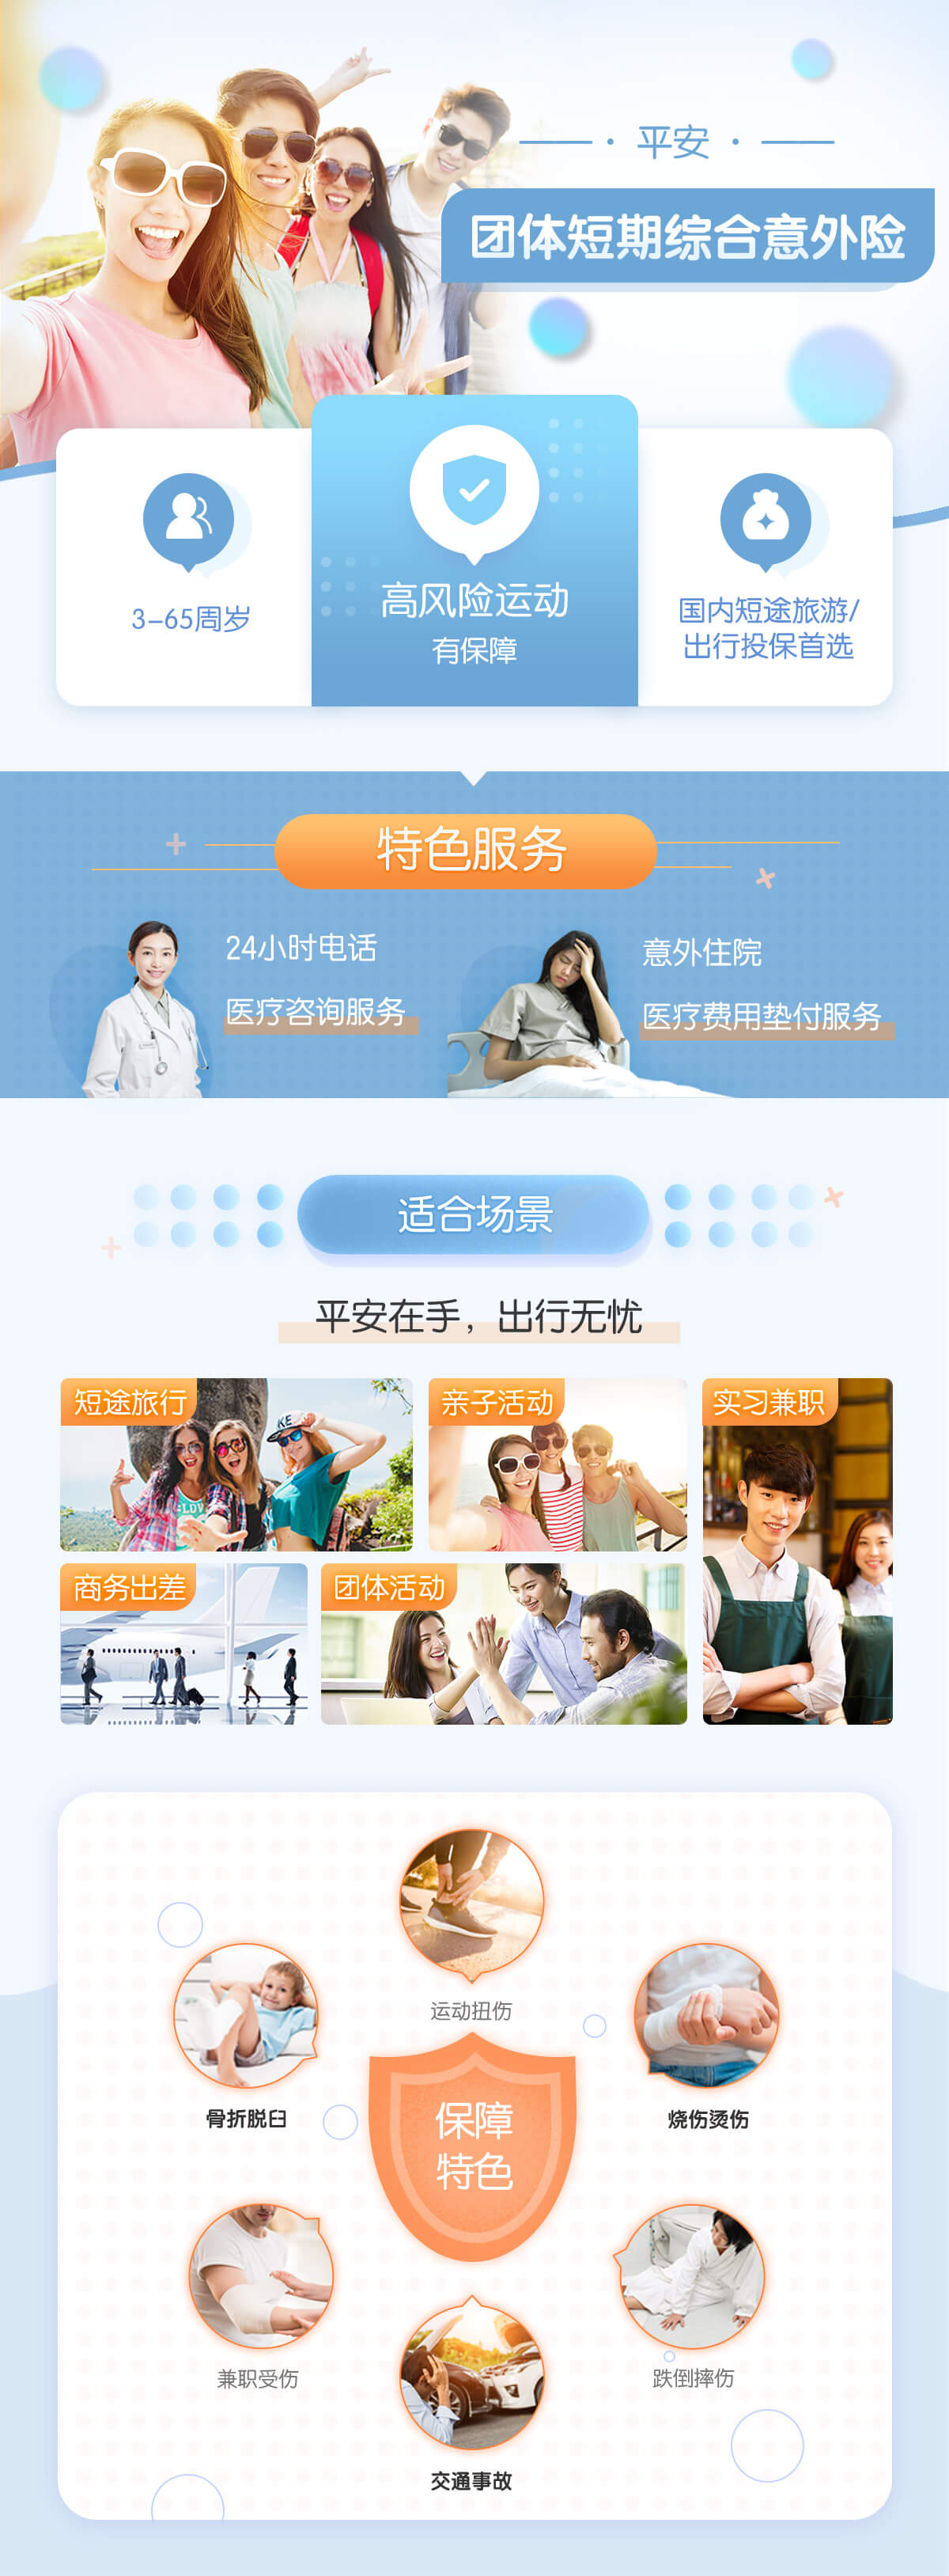 · 平安 ·
团体短期综合意外险
3-65周岁
高风险运动
有保障
国内短途旅游/
出行投保首选
特色服务
24小时电话
医疗咨询服务
意外住院
医疗费用垫付服务
适合场景
平安在手，出行无忧
短途旅行
亲子活动
实习兼职
商务出差
团体活动
运动扭伤
骨折脱臼
烧伤烫伤
保障
特色
兼职受伤
跌倒摔伤
交通事故